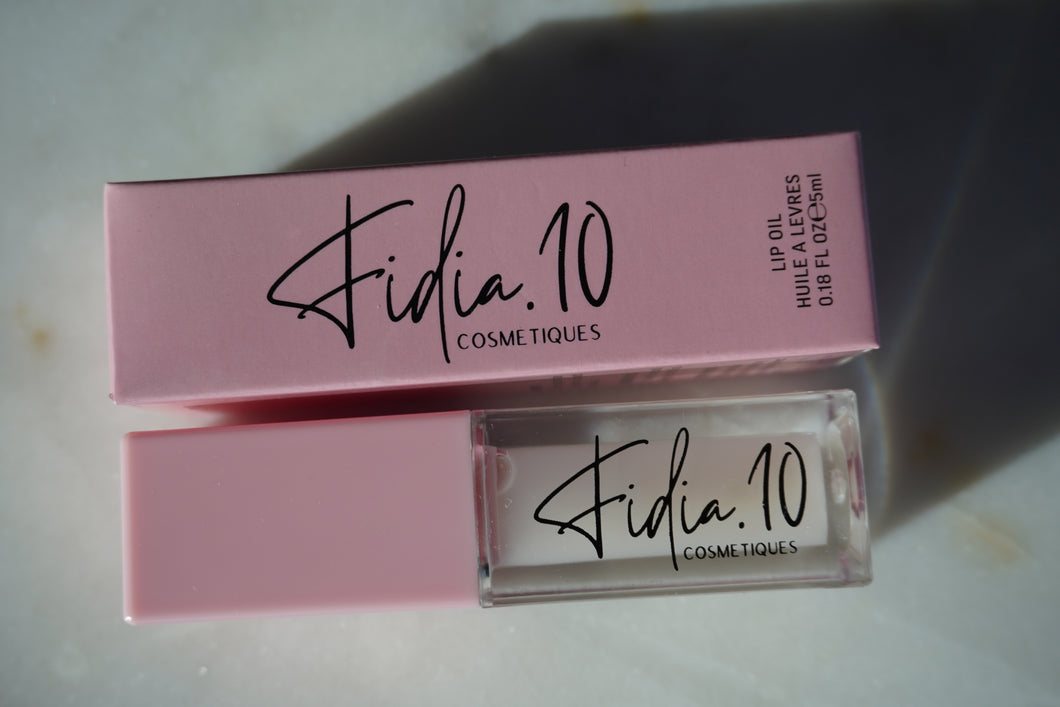 Fidia.10
COSMETIQUES
LIP OIL
HUILE A LEVRES
0.18 FL OZ℮5ml
Fidia.10
COSMETIQUES